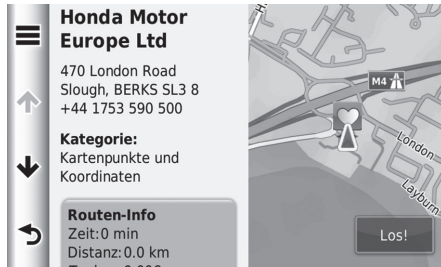 Honda Motor
Europe Ltd
470 London Road
Slough, BERKS SL3 8
+44 1753 590 500
Kategorie:
Kartenpunkte und
Koordinaten
Routen-Info
Zeit: 0 min
Distanz: 0.0 km
M4
London
Layburn
Los!